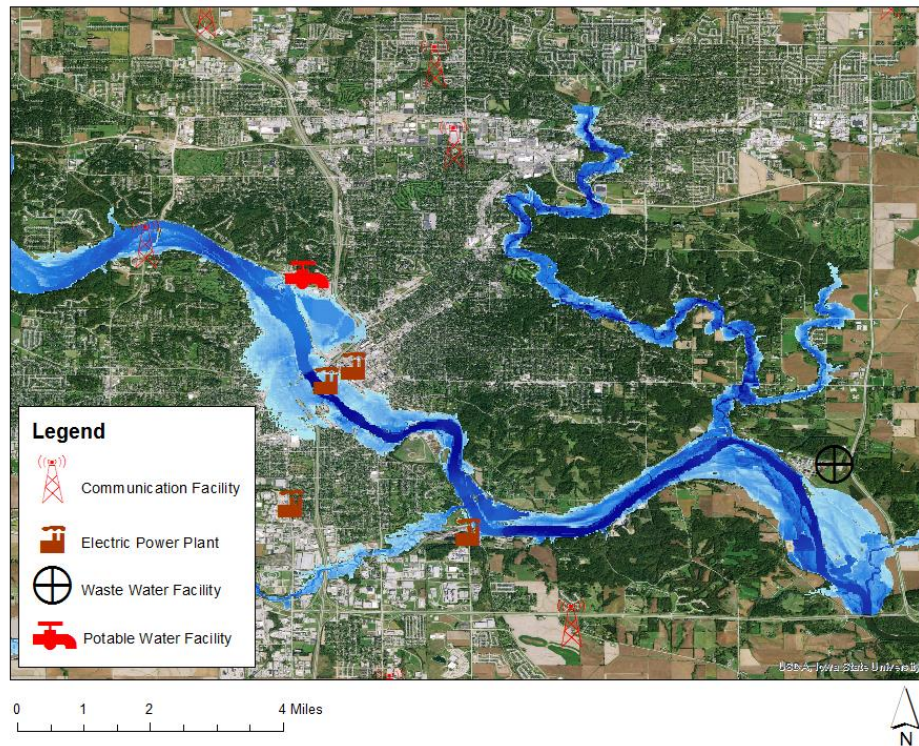 USDA, Iowa State Universit
Legend
Communication Facility
Electric Power Plant
Waste Water Facility
Potable Water Facility
0 1 2 4 Miles
N